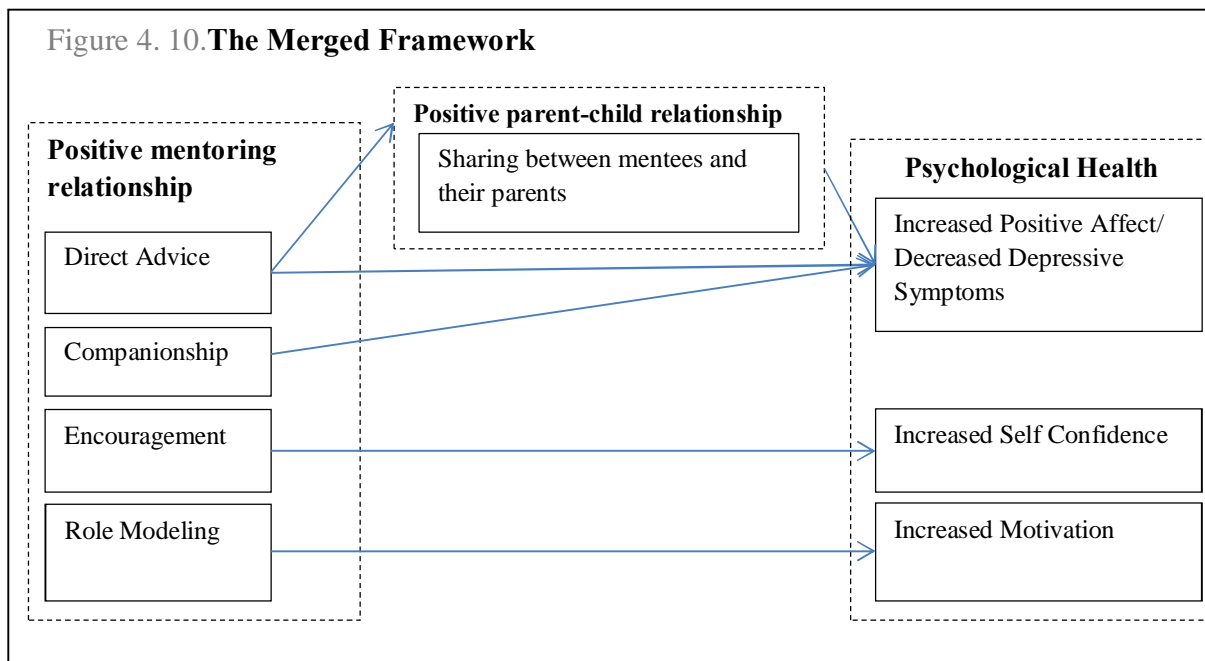 Figure 4. 10.The Merged Framework
Positive parent-child relationship
Sharing between mentees and
their parents
Positive mentoring
relationship
Direct Advice
Companionship
Encouragement
Role Modeling
Psychological Health
Increased Positive Affect/
Decreased Depressive
Symptoms
Increased Self Confidence
Increased Motivation